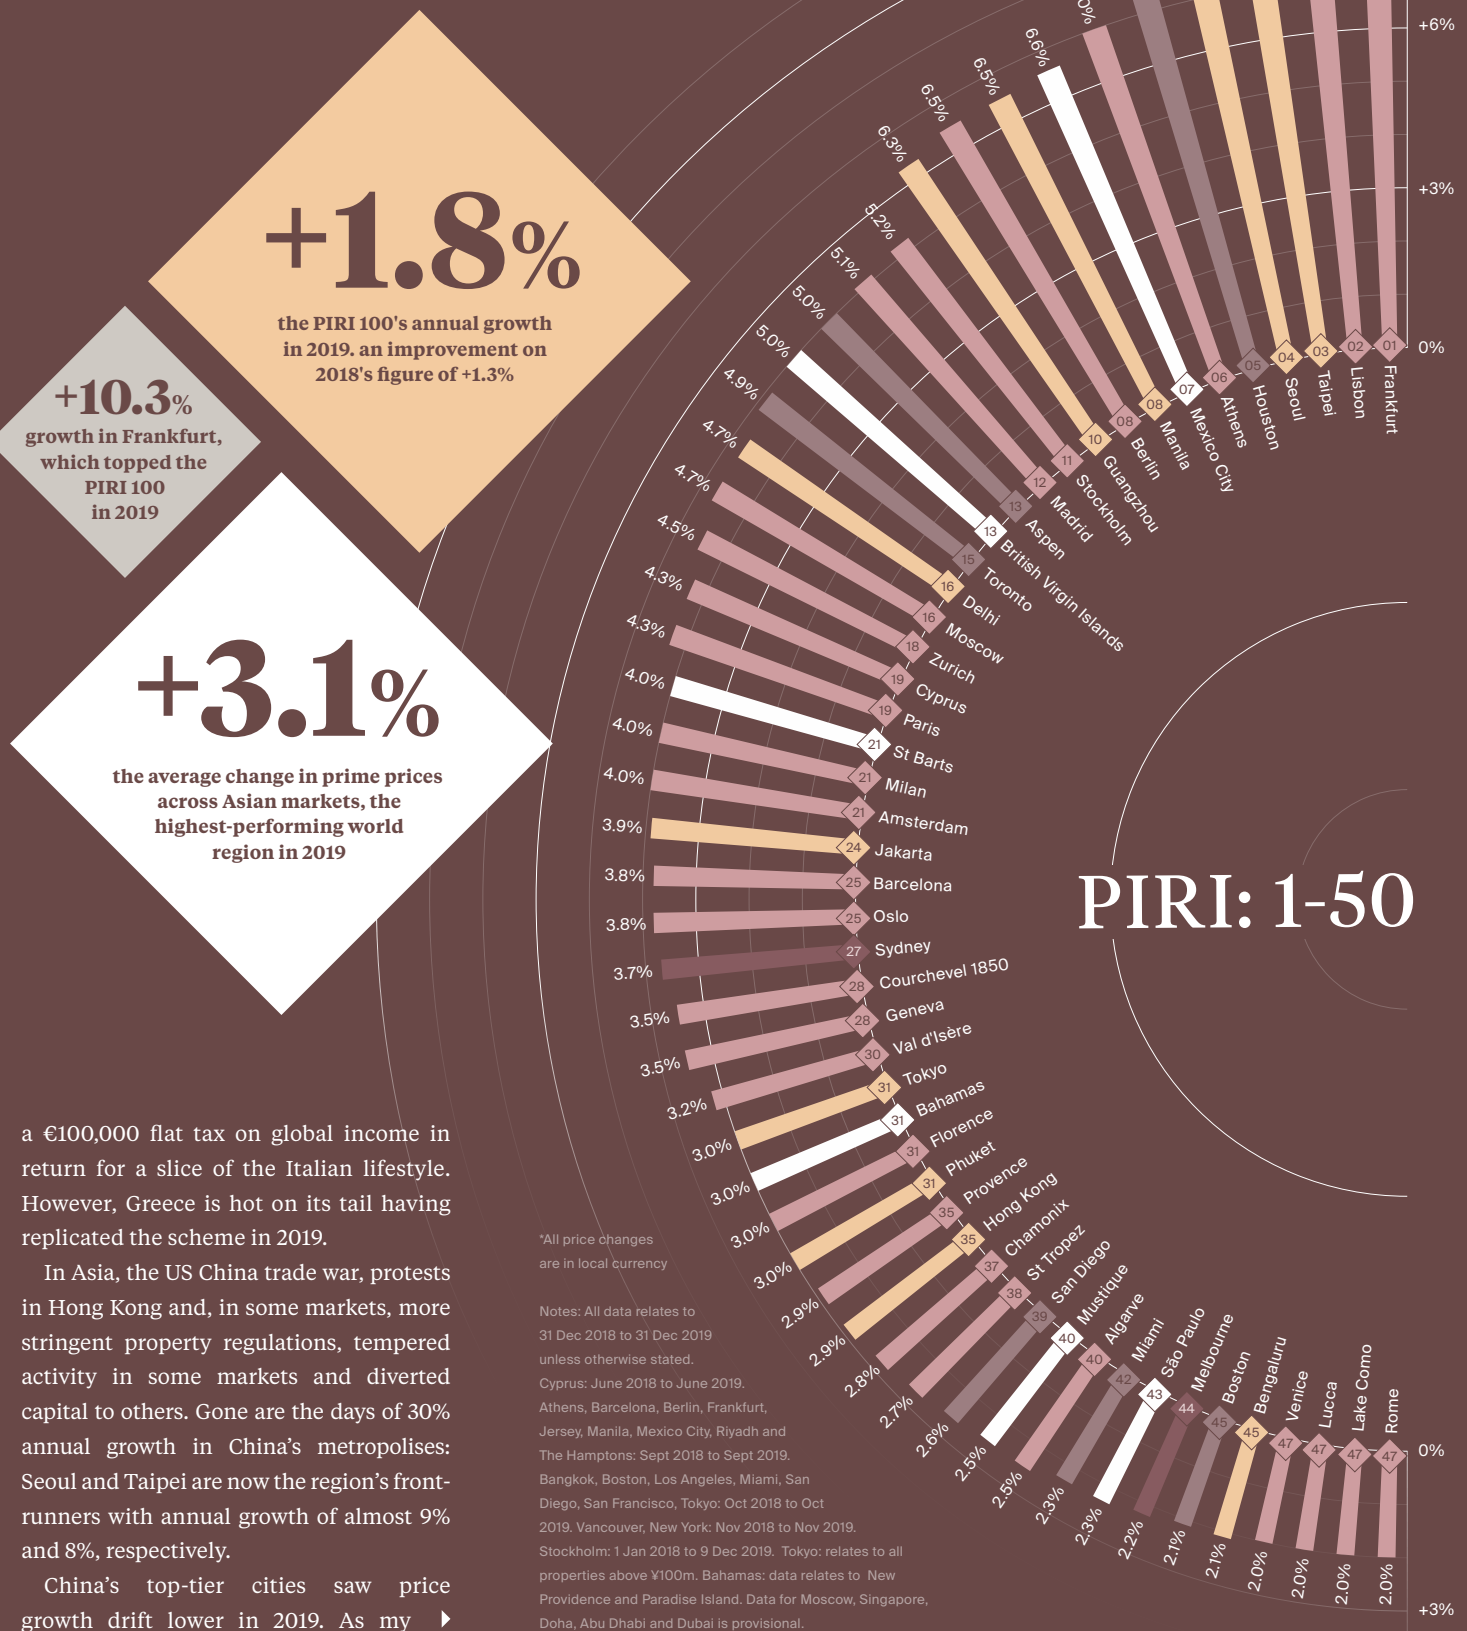 +1.8%
the PIRI 100's annual growth
in 2019. an improvement on
2018's figure of +1.3%
+10.3%
growth in Frankfurt,
which topped the
PIRI 100
in 2019
+3.1%
the average change in prime prices
across Asian markets, the
highest-performing world
region in 2019
a €100,000 flat tax on global income in
return for a slice of the Italian lifestyle.
However, Greece is hot on its tail having
replicated the scheme in 2019.
In Asia, the US China trade war, protests
in Hong Kong and, in some markets, more
stringent property regulations, tempered
activity in some markets and diverted
capital to others. Gone are the days of 30%
annual growth in China’s metropolises:
Seoul and Taipei are now the region’s front-
runners with annual growth of almost 9%
and 8%, respectively.
China’s top-tier cities saw price
growth drift lower in 2019. As my
*All price changes
are in local currency
Notes: All data relates to
31 Dec 2018 to 31 Dec 2019
unless otherwise stated.
Cyprus: June 2018 to June 2019.
Athens, Barcelona, Berlin, Frankfurt,
Jersey, Manila, Mexico City, Riyadh and
The Hamptons: Sept 2018 to Sept 2019.
Bangkok, Boston, Los Angeles, Miami, San
Diego, San Francisco, Tokyo: Oct 2018 to Oct
2019. Vancouver, New York: Nov 2018 to Nov 2019.
Stockholm: 1 Jan 2018 to 9 Dec 2019. Tokyo: relates to all
properties above ¥100m. Bahamas: data relates to New
Providence and Paradise Island. Data for Moscow, Singapore,
Doha, Abu Dhabi and Dubai is provisional.
PIRI: 1-50
+6%
+3%
0%
01 Frankfurt
02 Lisbon
03 Taipei
04 Seoul
05 Houston
06 Athens
07 Mexico City 6.6%
08 Manila 6.5%
08 Berlin 6.5%
10 Guangzhou 6.3%
11 Stockholm 5.2%
12 Madrid 5.1%
13 Aspen 5.0%
13 British Virgin Islands 5.0%
15 Toronto 4.9%
16 Delhi 4.7%
16 Moscow 4.7%
18 Zurich 4.5%
19 Cyprus 4.3%
19 Paris 4.3%
21 St Barts 4.0%
21 Milan 4.0%
21 Amsterdam 4.0%
24 Jakarta 3.9%
25 Barcelona 3.8%
25 Oslo 3.8%
27 Sydney 3.7%
28 Courchevel 1850 3.5%
28 Geneva 3.5%
30 Val d'Isère 3.2%
31 Tokyo 3.0%
31 Bahamas 3.0%
31 Florence 3.0%
31 Phuket 3.0%
35 Provence 2.9%
35 Hong Kong 2.9%
37 Chamonix 2.8%
38 St Tropez 2.7%
39 San Diego 2.6%
40 Mustique 2.5%
40 Algarve 2.5%
42 Miami 2.3%
43 São Paulo 2.3%
44 Melbourne 2.2%
45 Boston 2.1%
45 Bengaluru 2.1%
47 Venice 2.0%
47 Lucca 2.0%
47 Lake Como 2.0%
47 Rome 2.0%
0%
+3%